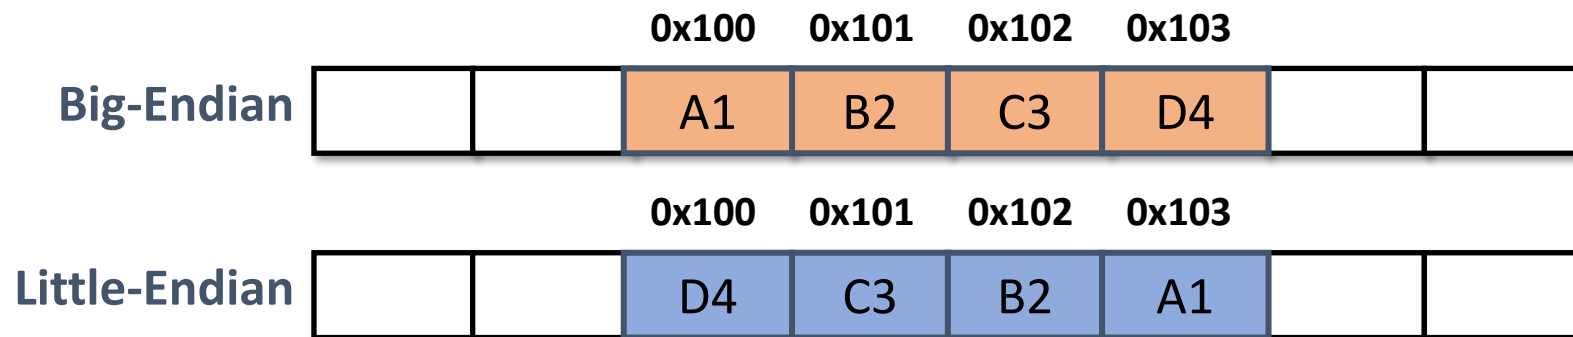 0x100 0x101 0x102 0x103
Big-Endian A1 B2 C3 D4
0x100 0x101 0x102 0x103
Little-Endian D4 C3 B2 A1